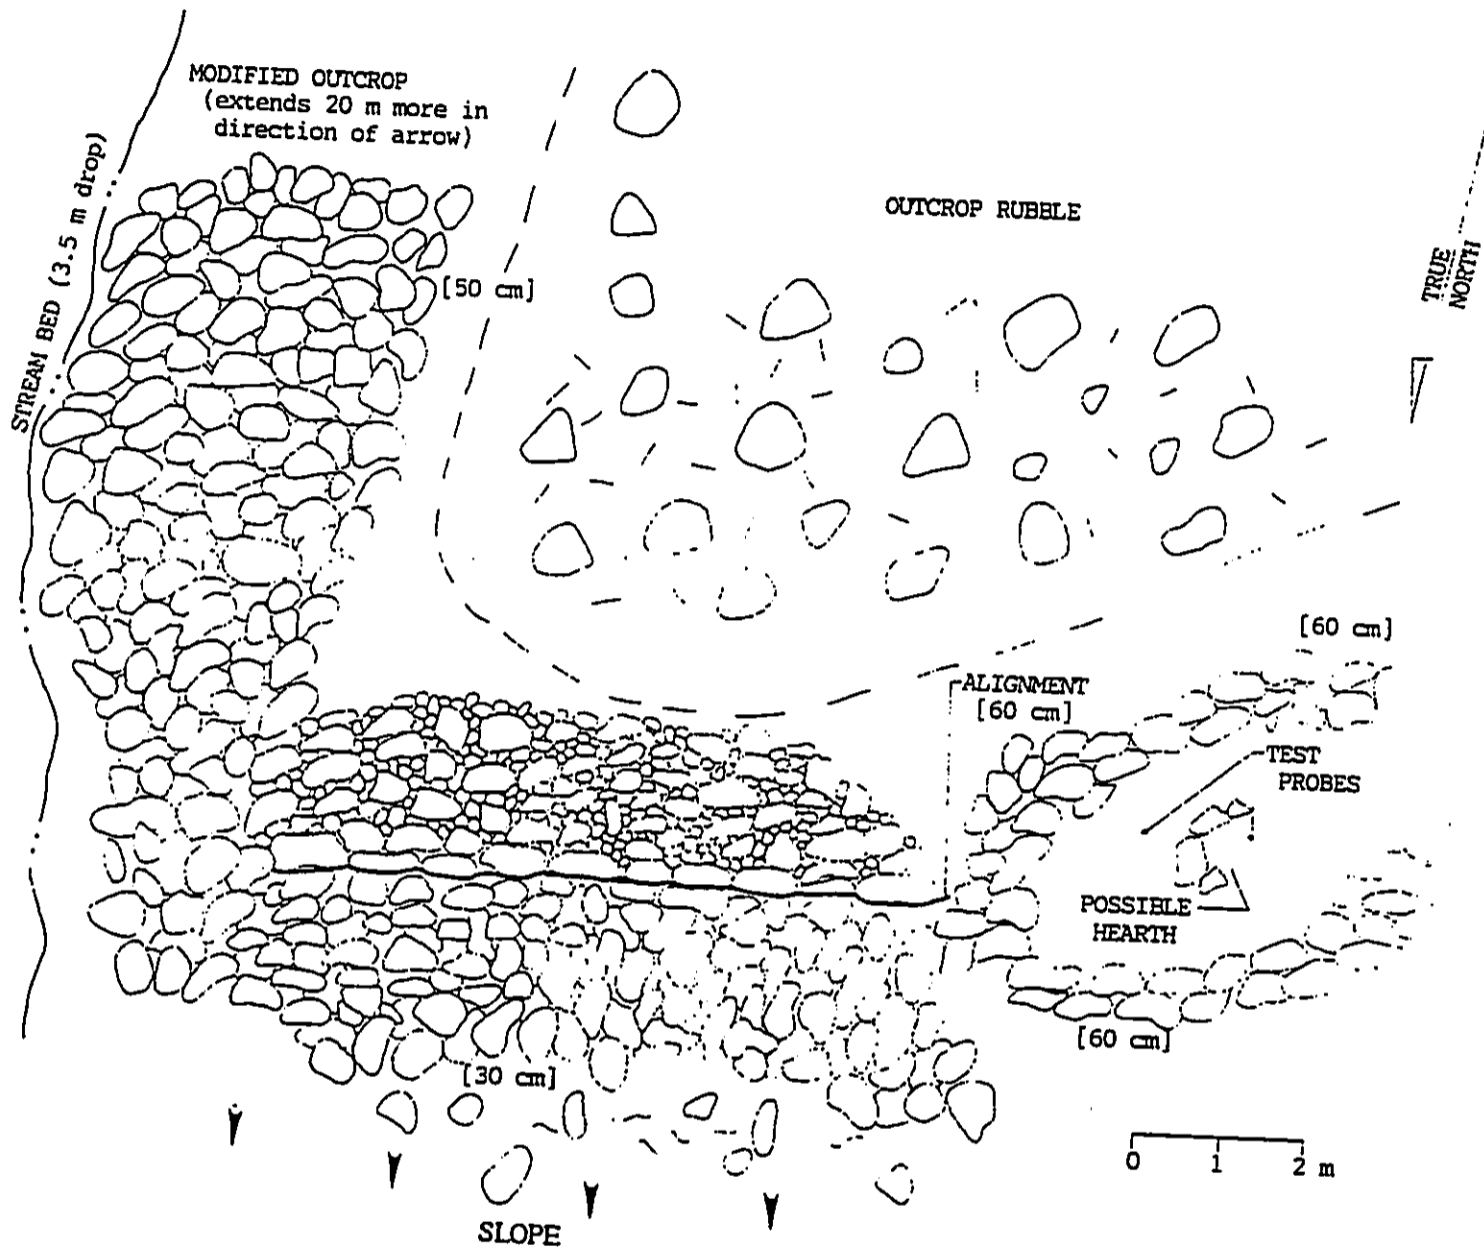 MODIFIED OUTCROP
(extends 20 m more in
direction of arrow)
STREAM BED (3.5 m drop)
[50 cm]
OUTCROP RUBBLE
TRUE
NORTH
[60 cm]
ALIGNMENT
[60 cm]
TEST
PROBES
POSSIBLE
HEARTH
[60 cm]
[30 cm]
0 1 2 m
SLOPE